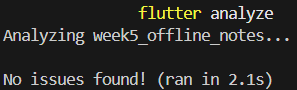 flutter analyze
Analyzing week5_offline_notes...
No issues found! (ran in 2.1s)